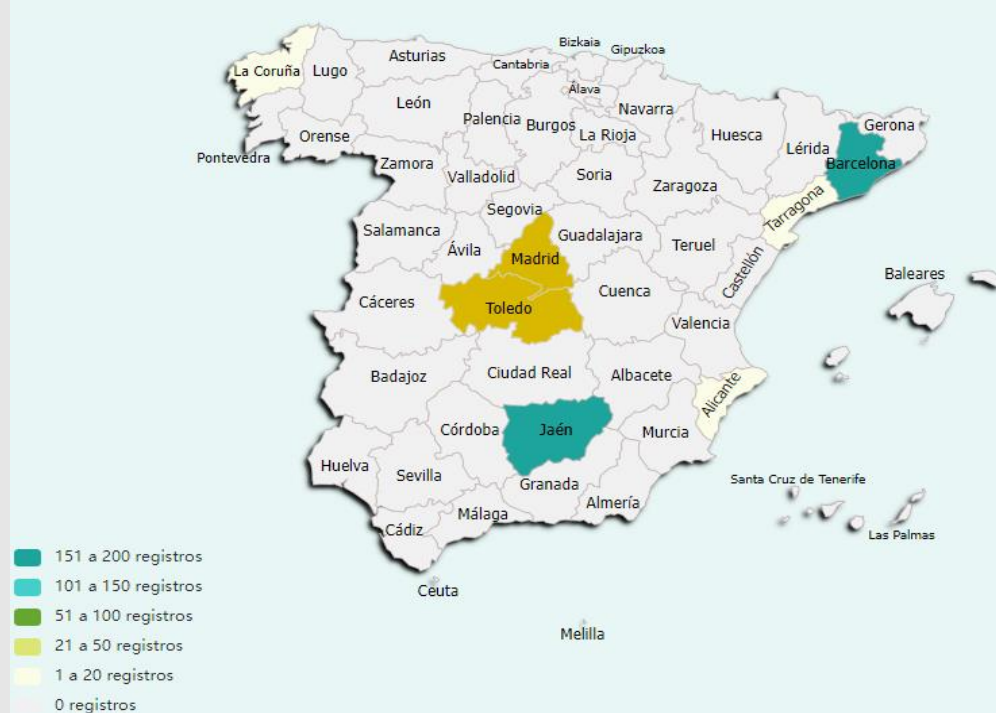 Bizkaia
Gipuzkoa
Asturias
Cantabria
La Coruña
Lugo
Álava
León
Navarra
Palencia
Burgos
La Rioja
Huesca
Gerona
Orense
Lérida
Pontevedra
Zamora
Barcelona
Valladolid
Soria
Zaragoza
Tarragona
Segovia
Salamanca
Guadalajara
Teruel
Ávila
Madrid
Castellón
Baleares
Cáceres
Toledo
Cuenca
Valencia
Badajoz
Ciudad Real
Albacete
Alicante
Córdoba
Jaén
Murcia
Huelva
Sevilla
Granada
Santa Cruz de Tenerife
Almería
Málaga
Cádiz
Las Palmas
Ceuta
Melilla
151 a 200 registros
101 a 150 registros
51 a 100 registros
21 a 50 registros
1 a 20 registros
0 registros